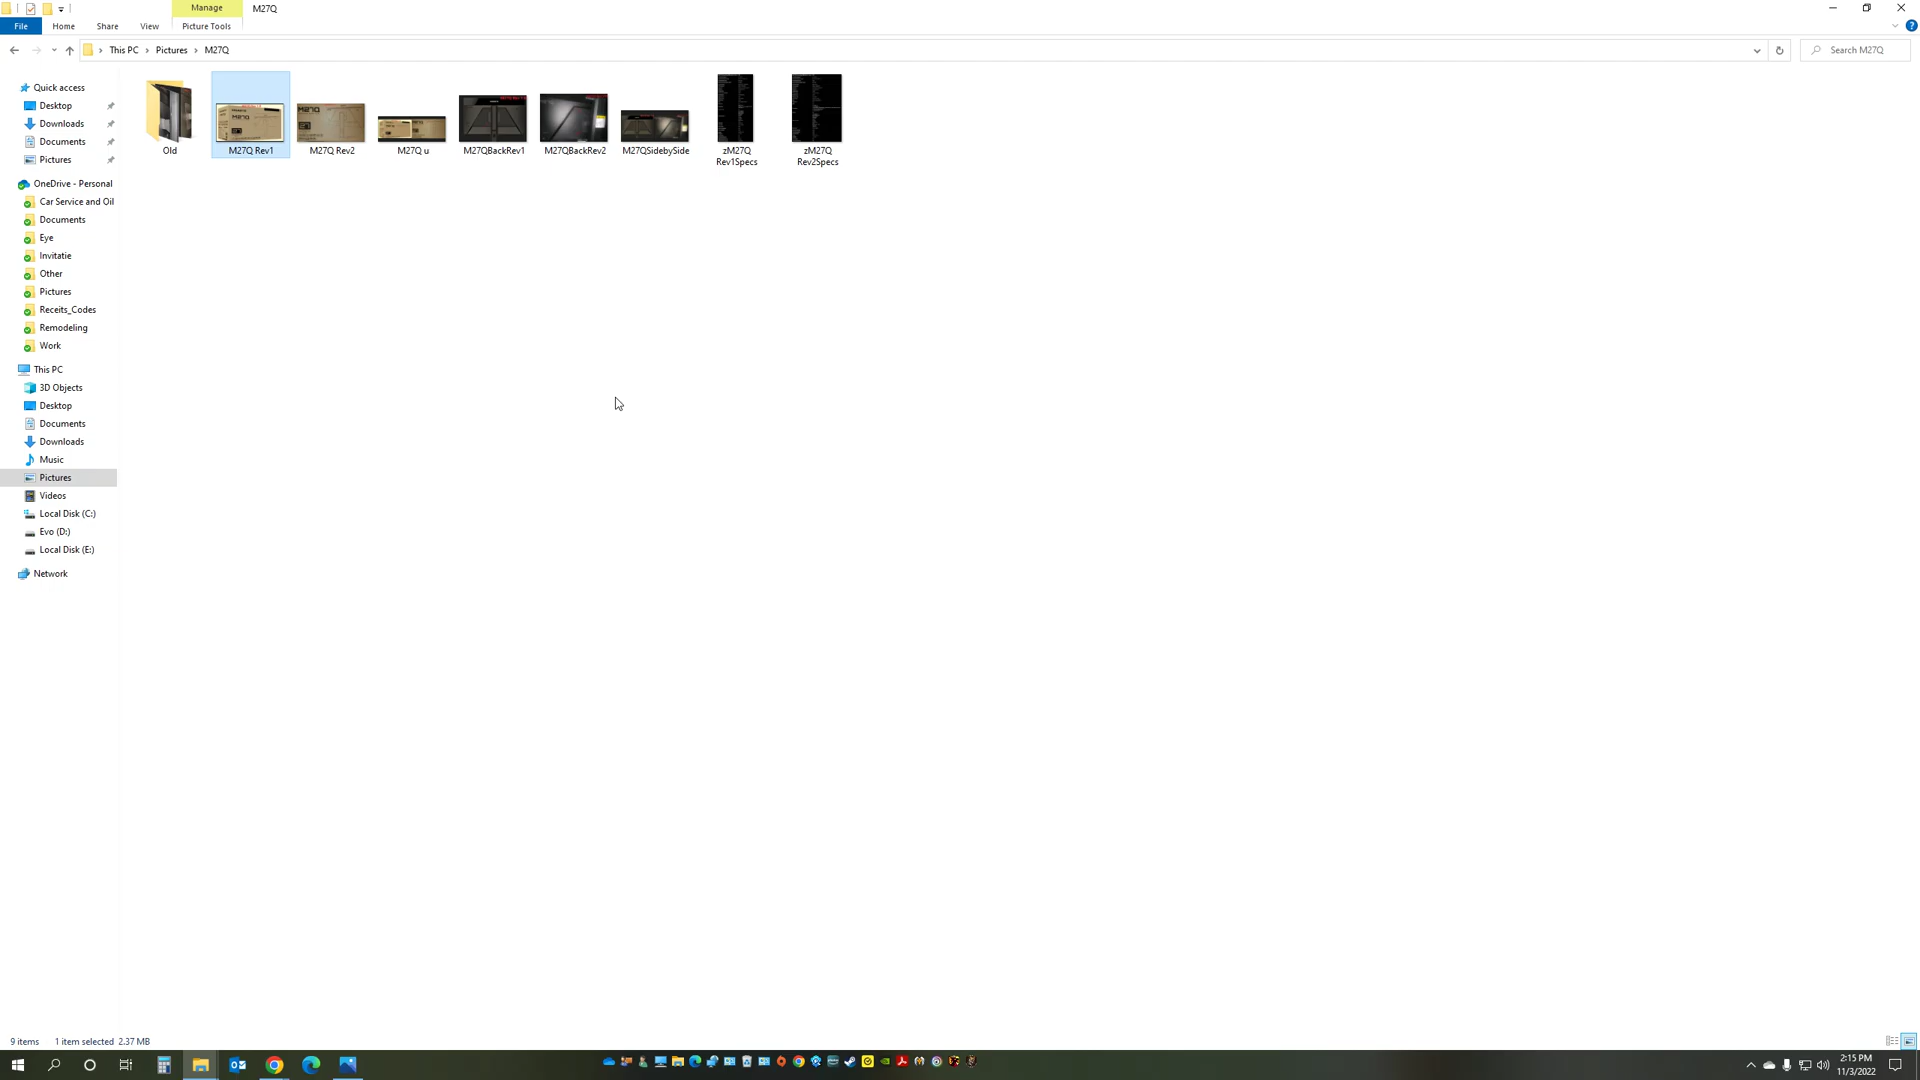 Manage
M27Q
File
Home
Share
View
Picture Tools
This PC
Pictures
M27Q
Search M27Q
Quick access
Desktop
Downloads
Documents
Pictures
OneDrive - Personal
Car Service and Oil
Documents
Eye
Invitatie
Other
Pictures
Receits_Codes
Remodeling
Work
This PC
3D Objects
Desktop
Documents
Downloads
Music
Pictures
Videos
Local Disk (C:)
Evo (D:)
Local Disk (E:)
Network
Old
M27Q Rev1
M27Q Rev2
M27Q u
M27QBackRev1
M27QBackRev2
M27QSidebySide
zM27Q
Rev1Specs
zM27Q
Rev2Specs
9 items
1 item selected 2.37 MB
2:15 PM
11/3/2022